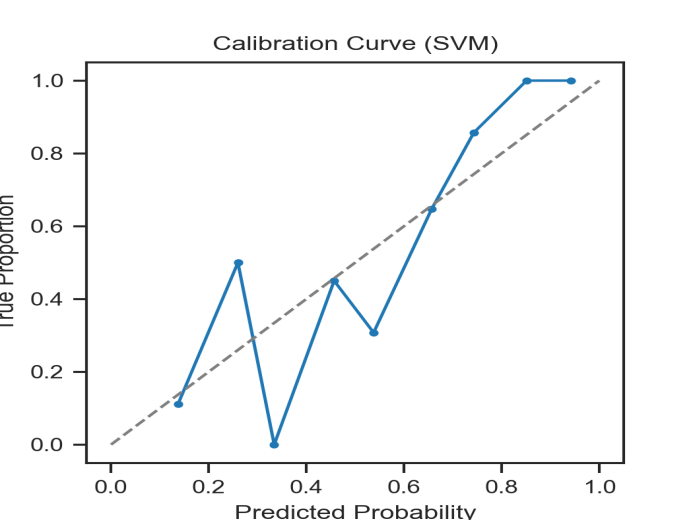 Calibration Curve (SVM)
True Proportion
1.0
0.8
0.6
0.4
0.2
0.0
0.0 0.2 0.4 0.6 0.8 1.0
Predicted Probability